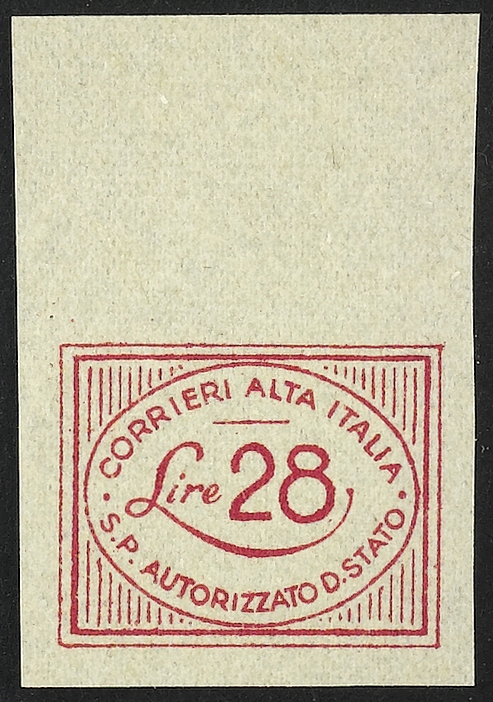 CORRIERI ALTA ITALIA
Lire 28
· S.P. AUTORIZZATO D. STATO ·